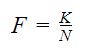 F = K/N